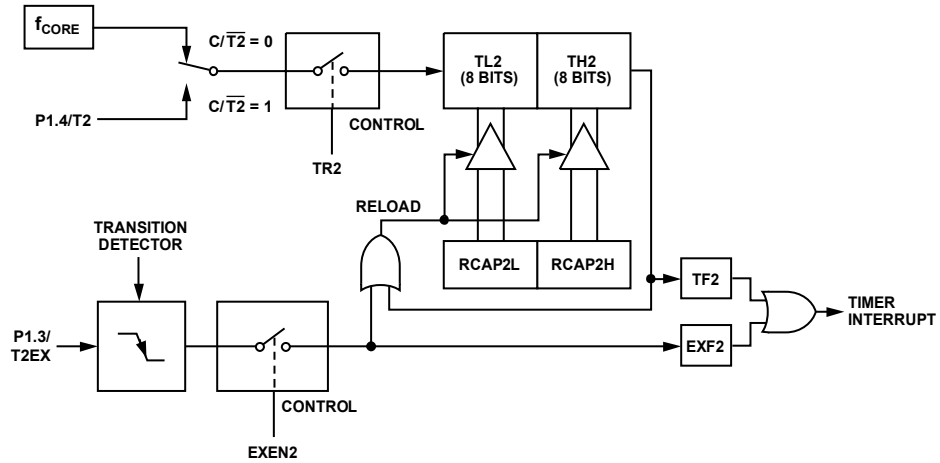 fCORE
C/T2 = 0
C/T2 = 1
P1.4/T2
CONTROL
TR2
TL2
(8 BITS)
TH2
(8 BITS)
RELOAD
TRANSITION
DETECTOR
RCAP2L
RCAP2H
TF2
TIMER
INTERRUPT
P1.3/
T2EX
EXF2
CONTROL
EXEN2